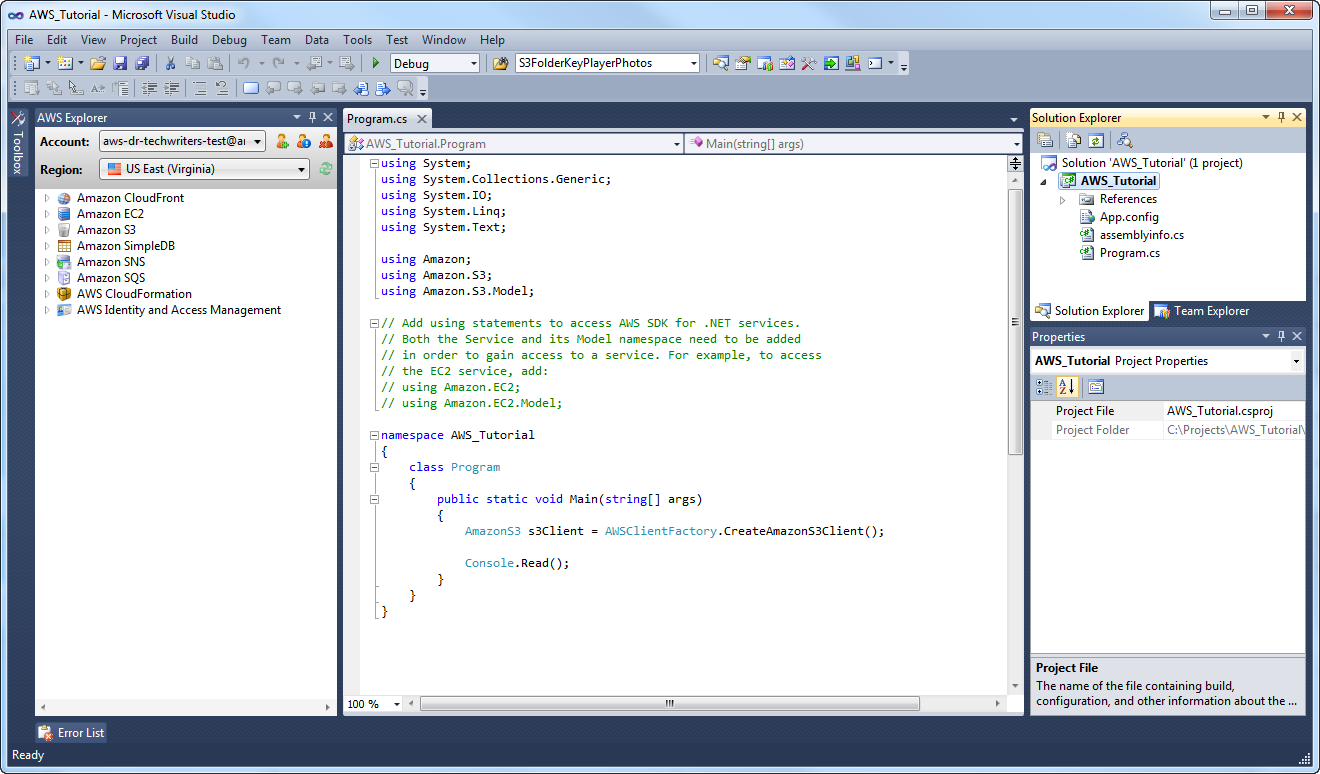 AWS_Tutorial - Microsoft Visual Studio
File Edit View Project Build Debug Team Data Tools Test Window Help
Debug
S3FolderKeyPlayerPhotos
Toolbox
AWS Explorer
Account: aws-dr-techwriters-test@
Region: US East (Virginia)
Amazon CloudFront
Amazon EC2
Amazon S3
Amazon SimpleDB
Amazon SNS
Amazon SQS
AWS CloudFormation
AWS Identity and Access Management
Program.cs
AWS_Tutorial.Program
Main(string[] args)
using System;
using System.Collections.Generic;
using System.IO;
using System.Linq;
using System.Text;
using Amazon;
using Amazon.S3;
using Amazon.S3.Model;
// Add using statements to access AWS SDK for .NET services.
// Both the Service and its Model namespace need to be added
// in order to gain access to a service. For example, to access
// the EC2 service, add:
// using Amazon.EC2;
// using Amazon.EC2.Model;
namespace AWS_Tutorial
{
class Program
{
public static void Main(string[] args)
{
AmazonS3 s3Client = AWSClientFactory.CreateAmazonS3Client();
Console.Read();
}
}
}
100 %
Solution Explorer
Solution 'AWS_Tutorial' (1 project)
AWS_Tutorial
References
App.config
assemblyinfo.cs
Program.cs
Solution Explorer
Team Explorer
Properties
AWS_Tutorial Project Properties
Project File AWS_Tutorial.csproj
Project Folder C:\Projects\AWS_Tutorial\
Project File
The name of the file containing build,
configuration, and other information about the ...
Error List
Ready